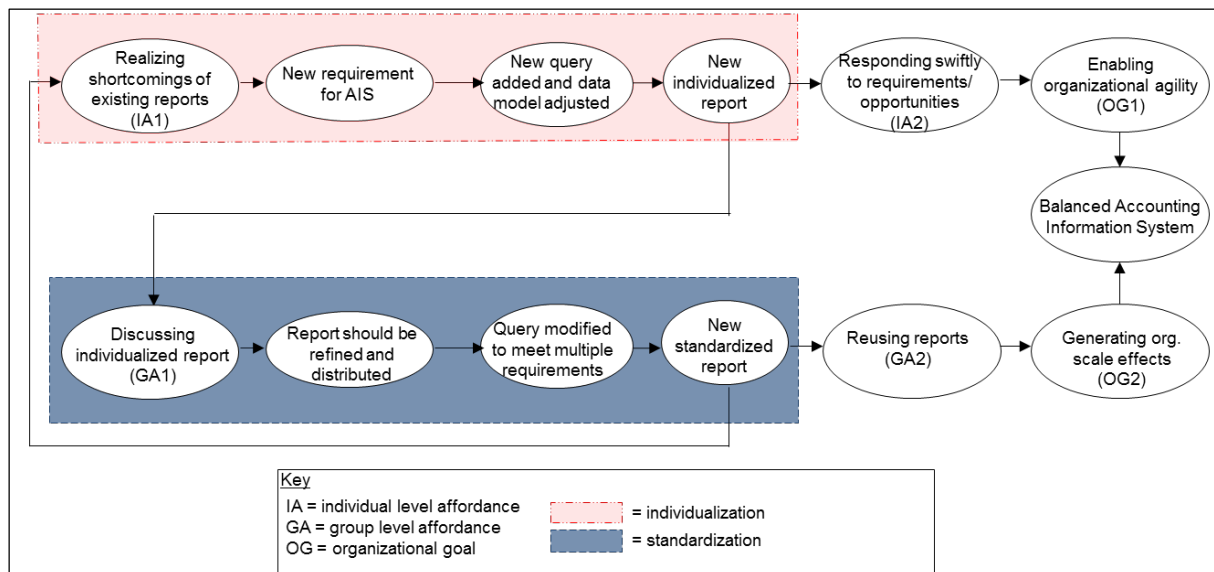 Realizing
shortcomings of
existing reports
(IA1)
New requirement
for AIS
New query added
and data
model adjusted
New
individualized
report
Responding swiftly
to requirements/
opportunities
(IA2)
Enabling
organizational agility
(OG1)
Balanced Accounting
Information System
Discussing
individualized report
(GA1)
Report should be
refined and
distributed
Query modified
to meet multiple
requirements
New
standardized
report
Reusing reports
(GA2)
Generating org.
scale effects
(OG2)
Key
IA = individual level affordance
GA = group level affordance
OG = organizational goal
= individualization
= standardization